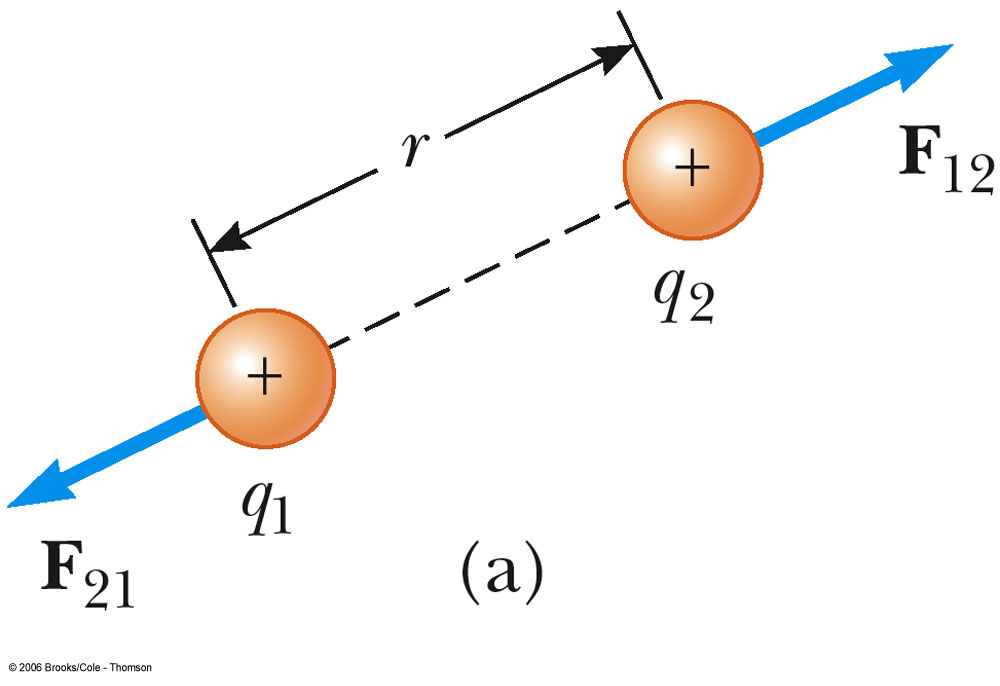 r
+
F12
q2
+
q1
F21
(a)
© 2006 Brooks/Cole - Thomson